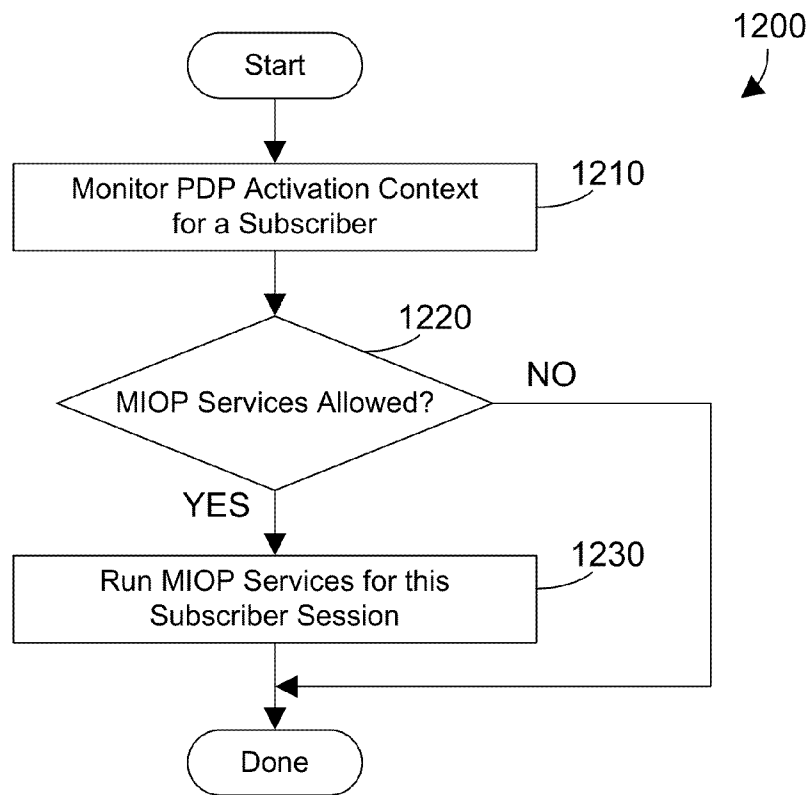 1200
Start
Monitor PDP Activation Context
for a Subscriber
1210
1220
MIOP Services Allowed?
NO
YES
Run MIOP Services for this
Subscriber Session
1230
Done